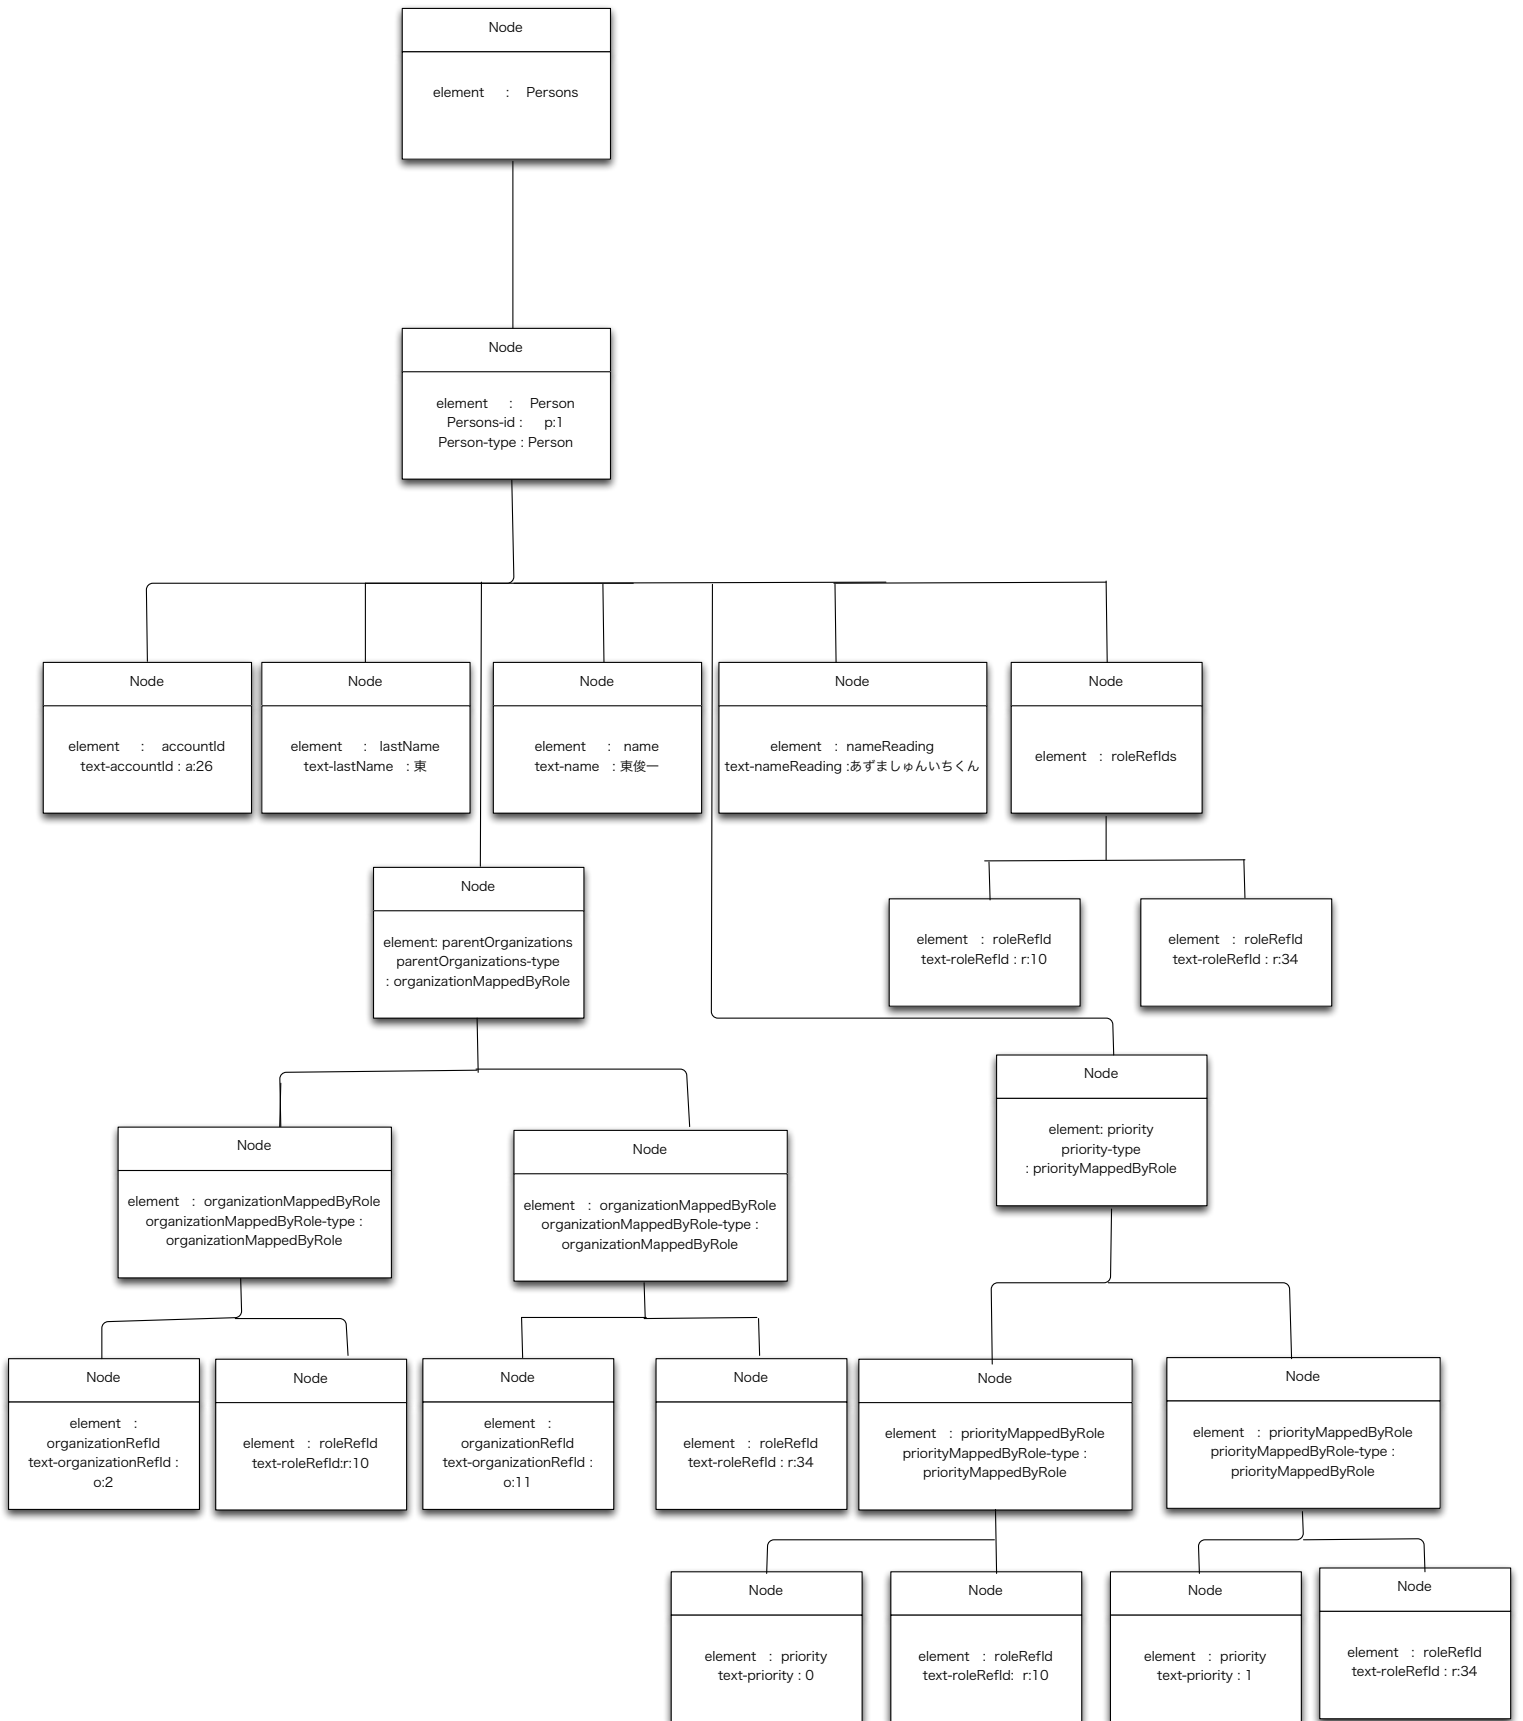 Node
element : Persons
Node
element : Person
Persons-id : p:1
Person-type : Person
Node
element : accountId
text-accountId : a:26
Node
element : lastName
text-lastName : 東
Node
element : name
text-name : 東俊一
Node
element : nameReading
text-nameReading :あずましゅんいちくん
Node
element : roleRefIds
Node
element: parentOrganizations
parentOrganizations-type
: organizationMappedByRole
element : roleRefId
text-roleRefId : r:10
element : roleRefId
text-roleRefId : r:34
Node
element: priority
priority-type
: priorityMappedByRole
Node
element : organizationMappedByRole
organizationMappedByRole-type :
organizationMappedByRole
Node
element : organizationMappedByRole
organizationMappedByRole-type :
organizationMappedByRole
Node
element :
organizationRefId
text-organizationRefId :
o:2
Node
element : roleRefId
text-roleRefId:r:10
Node
element :
organizationRefId
text-organizationRefId :
o:11
Node
element : roleRefId
text-roleRefId : r:34
Node
element : priorityMappedByRole
priorityMappedByRole-type :
priorityMappedByRole
Node
element : priorityMappedByRole
priorityMappedByRole-type :
priorityMappedByRole
Node
element : priority
text-priority : 0
Node
element : roleRefId
text-roleRefId: r:10
Node
element : priority
text-priority : 1
Node
element : roleRefId
text-roleRefId : r:34